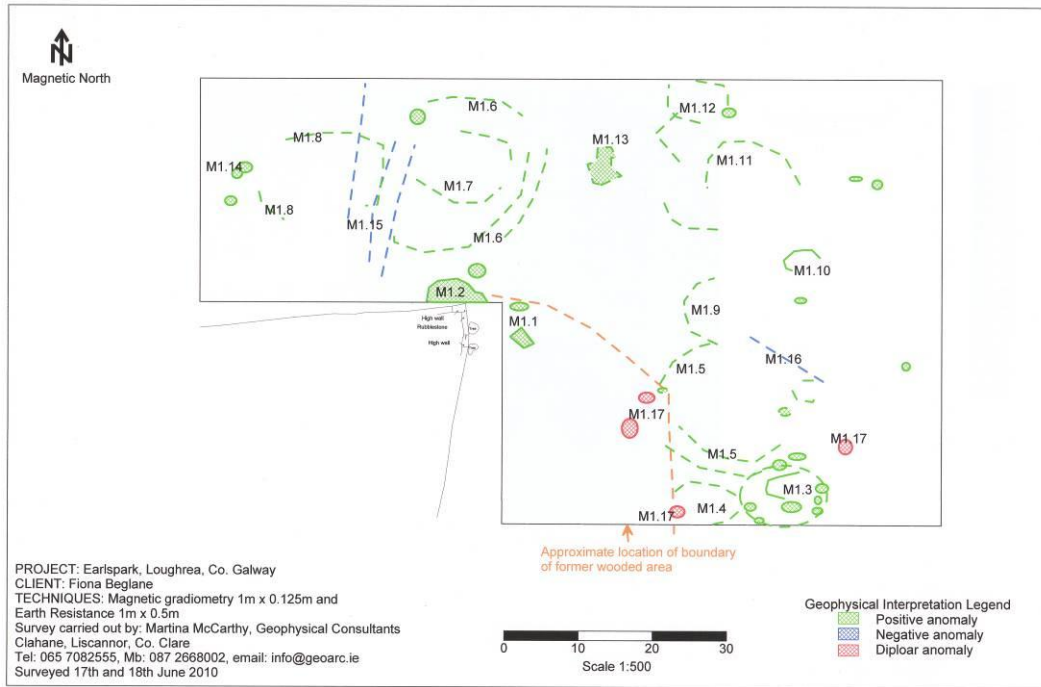 N
Magnetic North
M1.6
M1.12
M1.8
M1.13
M1.11
M1.14
M1.7
M1.8
M1.15
M1.6
M1.10
M1.2
M1.9
M1.1
High wall
Rubblestone
High wall
M1.16
M1.5
M1.17
M1.17
M1.5
M1.3
M1.4
M1.17
Approximate location of boundary
of former wooded area
PROJECT: Earlspark, Loughrea, Co. Galway
CLIENT: Fiona Beglane
TECHNIQUES: Magnetic gradiometry 1m x 0.125m and
Earth Resistance 1m x 0.5m
Survey carried out by: Martina McCarthy, Geophysical Consultants
Clahane, Liscannor, Co. Clare
Tel: 065 7082555, Mb: 087 2668002, email: info@geoarc.ie
Surveyed 17th and 18th June 2010
0 10 20 30
Scale 1:500
Geophysical Interpretation Legend
Positive anomaly
Negative anomaly
Diploar anomaly